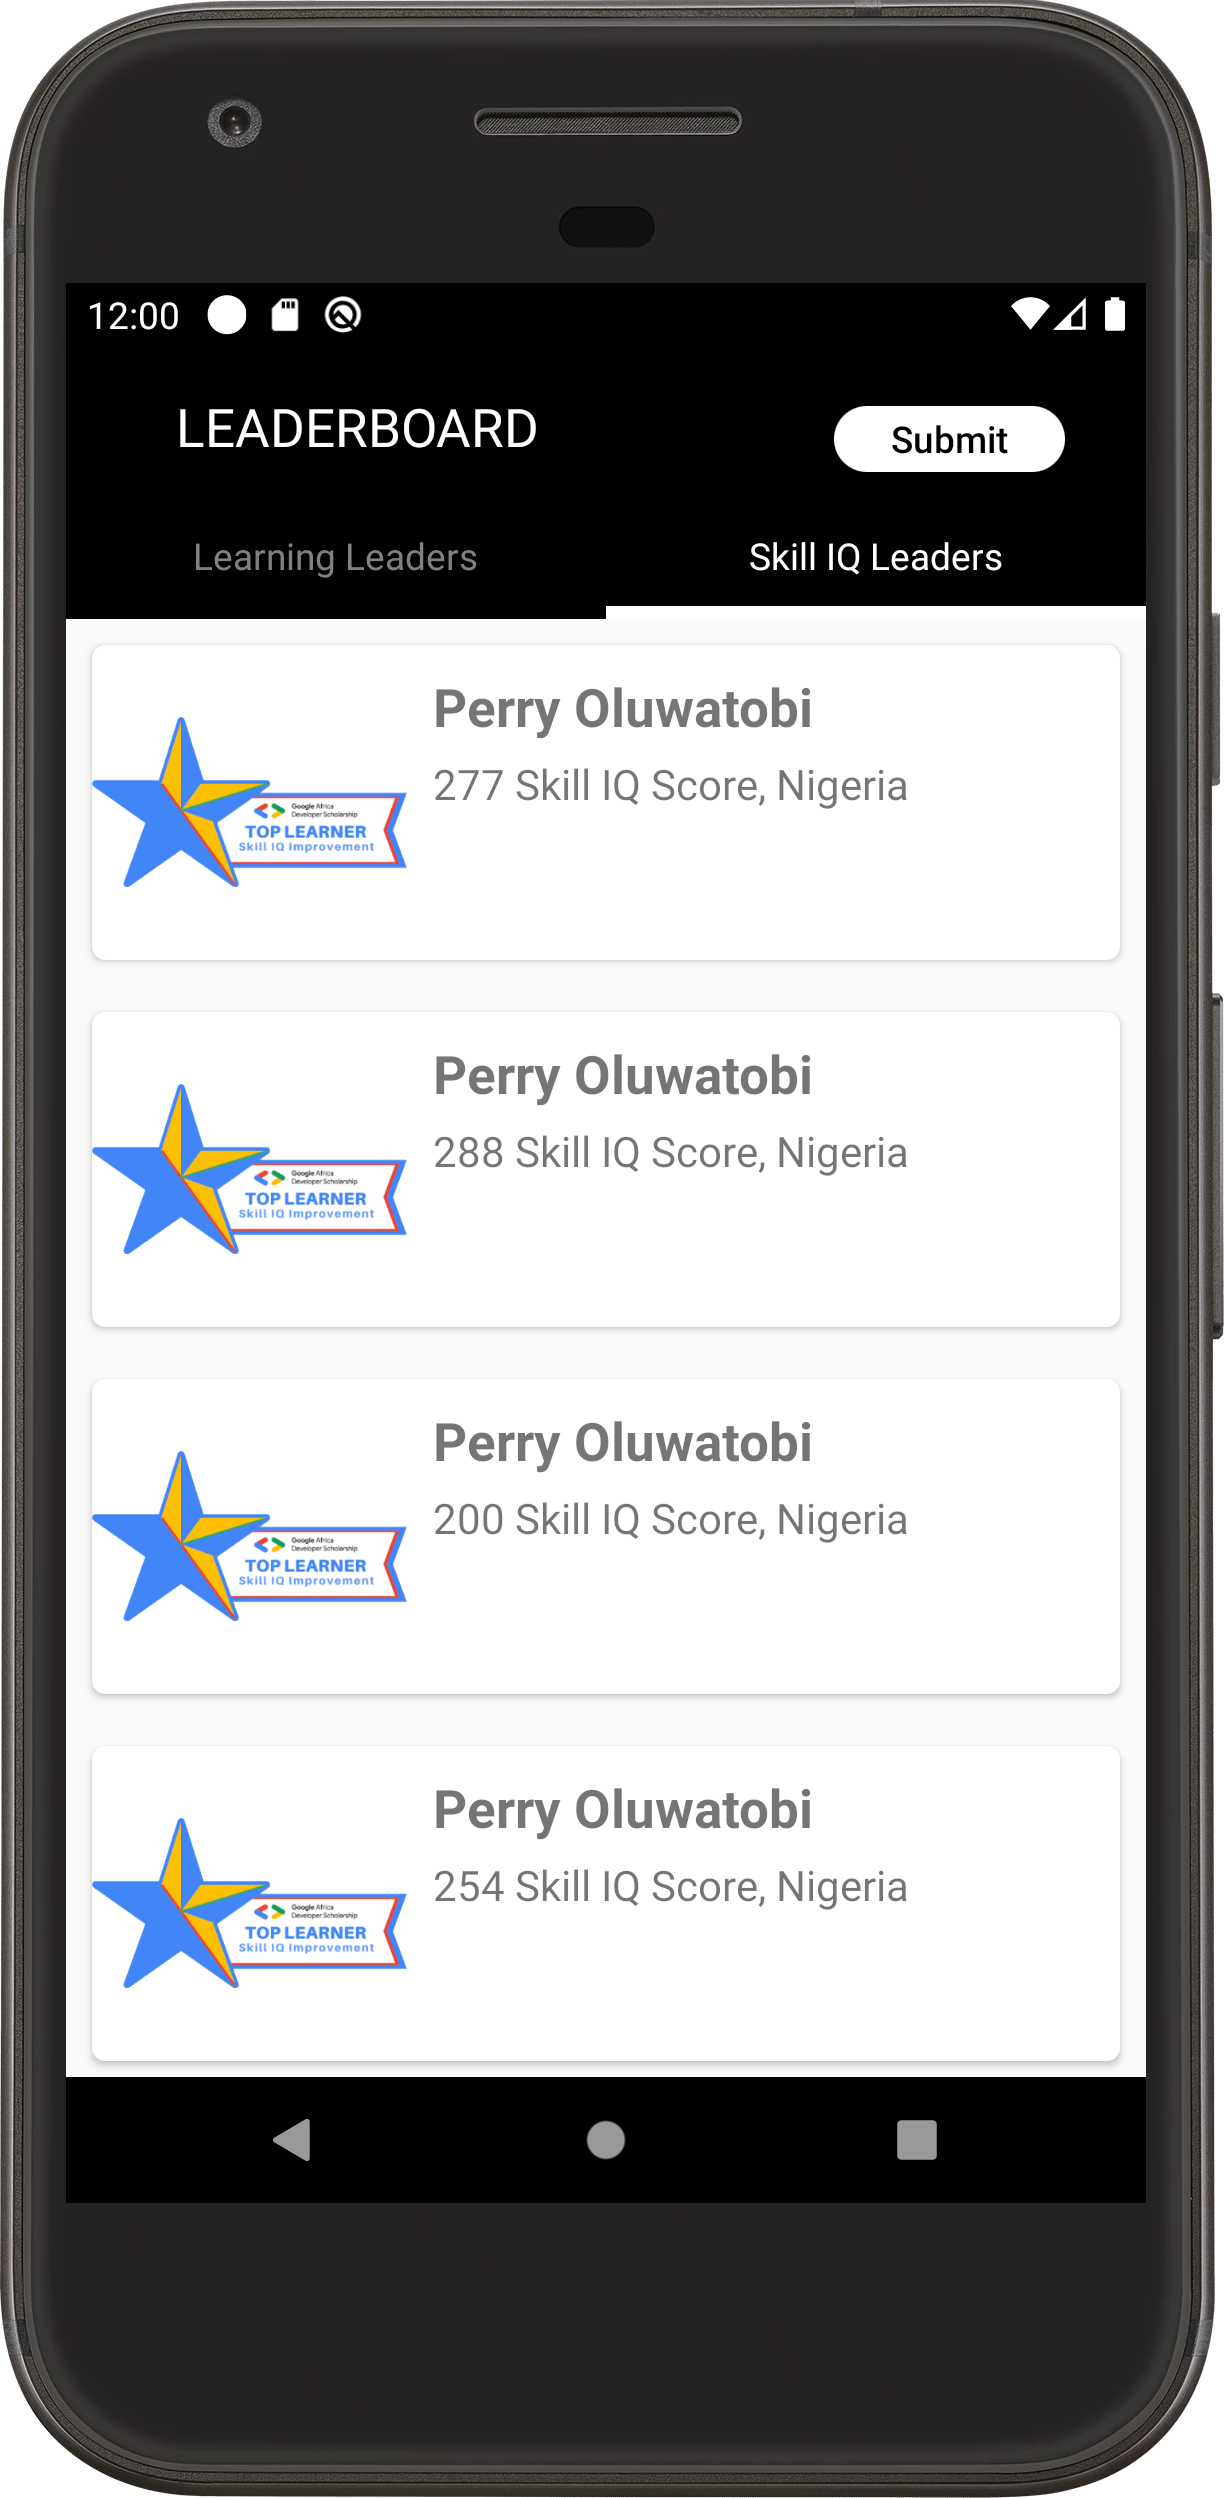 12:00
LEADERBOARD
Submit
Learning Leaders
Skill IQ Leaders
Perry Oluwatobi
277 Skill IQ Score, Nigeria
Google Africa
Developer Scholarship
TOP LEARNER
Skill IQ Improvement
Perry Oluwatobi
288 Skill IQ Score, Nigeria
Google Africa
Developer Scholarship
TOP LEARNER
Skill IQ Improvement
Perry Oluwatobi
200 Skill IQ Score, Nigeria
Google Africa
Developer Scholarship
TOP LEARNER
Skill IQ Improvement
Perry Oluwatobi
254 Skill IQ Score, Nigeria
Google Africa
Developer Scholarship
TOP LEARNER
Skill IQ Improvement